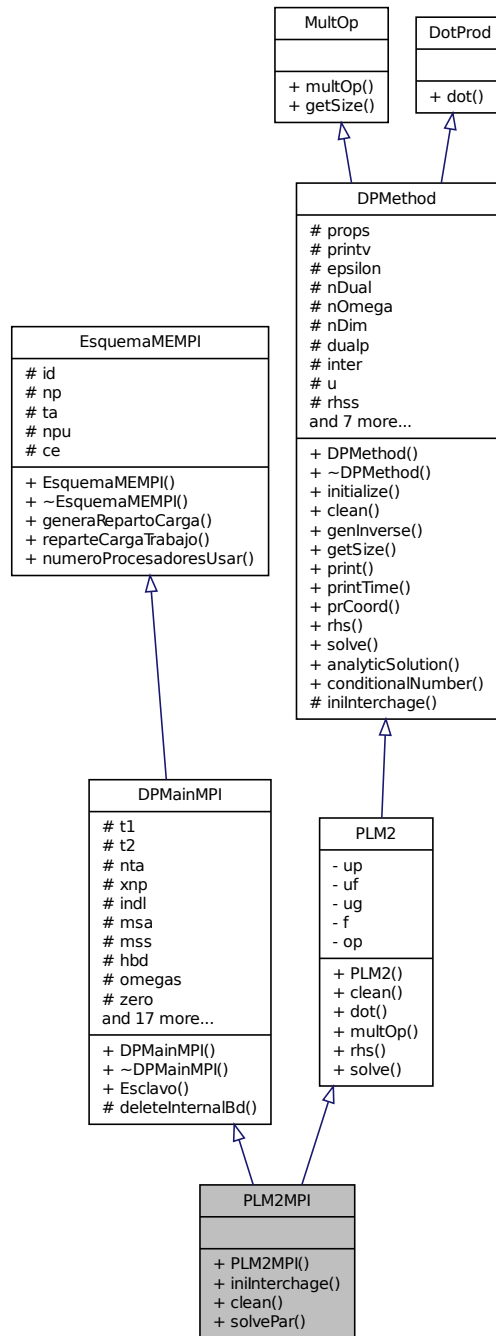 MultOp
+ multOp()
+ getSize()
DotProd
+ dot()
DPMethod
# props
# printv
# epsilon
# nDual
# nOmega
# nDim
# dualp
# inter
# u
# rhss
and 7 more...
+ DPMethod()
+ ~DPMethod()
+ initialize()
+ clean()
+ genInverse()
+ getSize()
+ print()
+ printTime()
+ prCoord()
+ rhs()
+ solve()
+ analyticSolution()
+ conditionalNumber()
# iniInterchage()
EsquemaMEMPI
# id
# np
# ta
# npu
# ce
+ EsquemaMEMPI()
+ ~EsquemaMEMPI()
+ generaRepartoCarga()
+ reparteCargaTrabajo()
+ numeroProcesadoresUsar()
DPMainMPI
# t1
# t2
# nta
# xnp
# indl
# msa
# mss
# hbd
# omegas
# zero
and 17 more...
+ DPMainMPI()
+ ~DPMainMPI()
+ Esclavo()
# deleteInternalBd()
PLM2
- up
- uf
- ug
- f
- op
+ PLM2()
+ clean()
+ dot()
+ multOp()
+ rhs()
+ solve()
PLM2MPI
+ PLM2MPI()
+ iniInterchage()
+ clean()
+ solvePar()